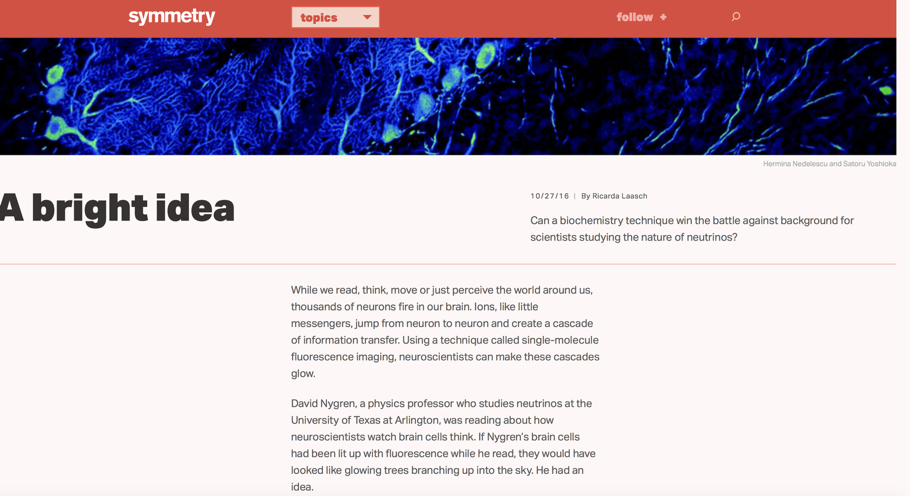 symmetry
topics
follow +
Hermina Nedelescu and Satoru Yoshioka
A bright idea
10/27/16 | By Ricarda Laasch
Can a biochemistry technique win the battle against background for
scientists studying the nature of neutrinos?
While we read, think, move or just perceive the world around us,
thousands of neurons fire in our brain. Ions, like little
messengers, jump from neuron to neuron and create a cascade
of information transfer. Using a technique called single-molecule
fluorescence imaging, neuroscientists can make these cascades
glow.
David Nygren, a physics professor who studies neutrinos at the
University of Texas at Arlington, was reading about how
neuroscientists watch brain cells think. If Nygren’s brain cells
had been lit up with fluorescence while he read, they would have
looked like glowing trees branching up into the sky. He had an
idea.